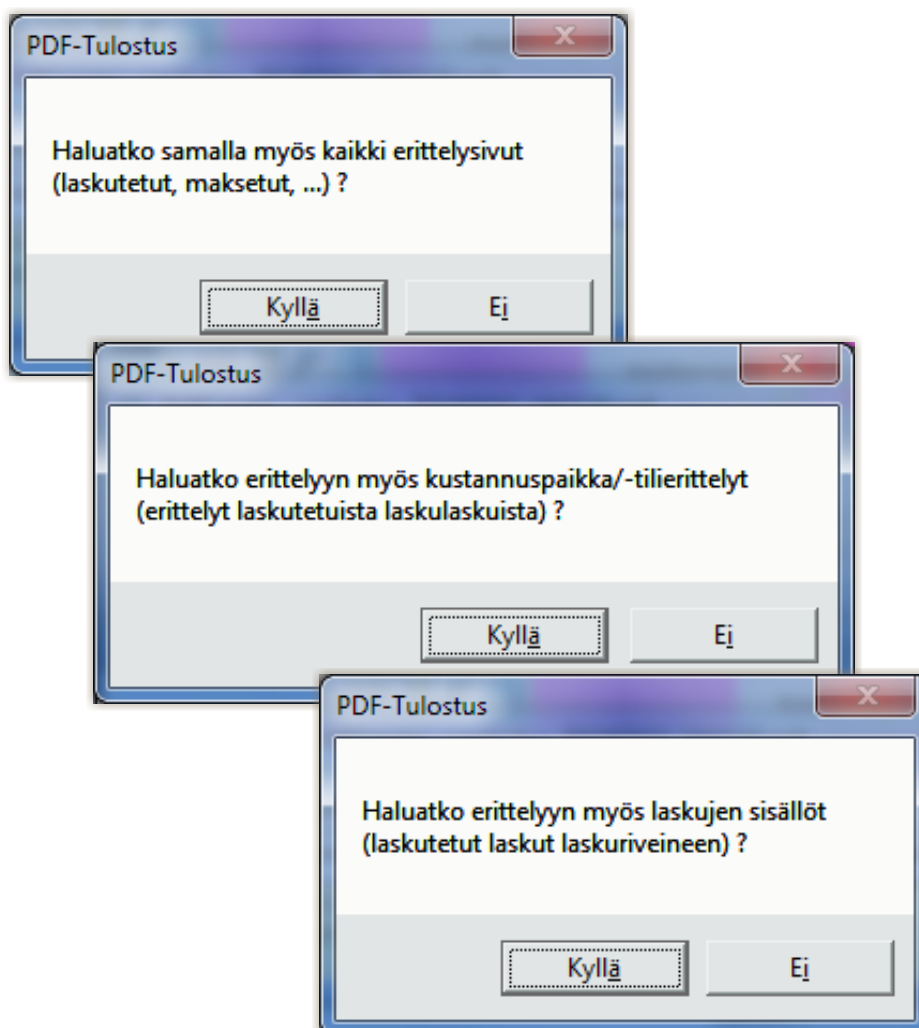 PDF-Tulostus
Haluatko samalla myös kaikki erittelysivut
(laskutetut, maksetut, ...) ?
Kyllä
Ei
PDF-Tulostus
Haluatko erittelyyn myös kustannuspaikka/-tilierittelyt
(erittelyt laskutetuista laskulaskuista) ?
Kyllä
Ei
PDF-Tulostus
Haluatko erittelyyn myös laskujen sisällöt
(laskutetut laskut laskuriveineen) ?
Kyllä
Ei